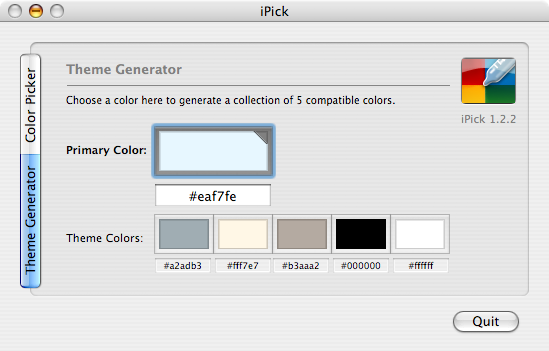 iPick
Color Picker
Theme Generator
Theme Generator
Choose a color here to generate a collection of 5 compatible colors.
iPick 1.2.2
Primary Color:
#eaf7fe
Theme Colors:
#a2adb3 #fff7e7 #b3aaa2 #000000 #ffffff
Quit